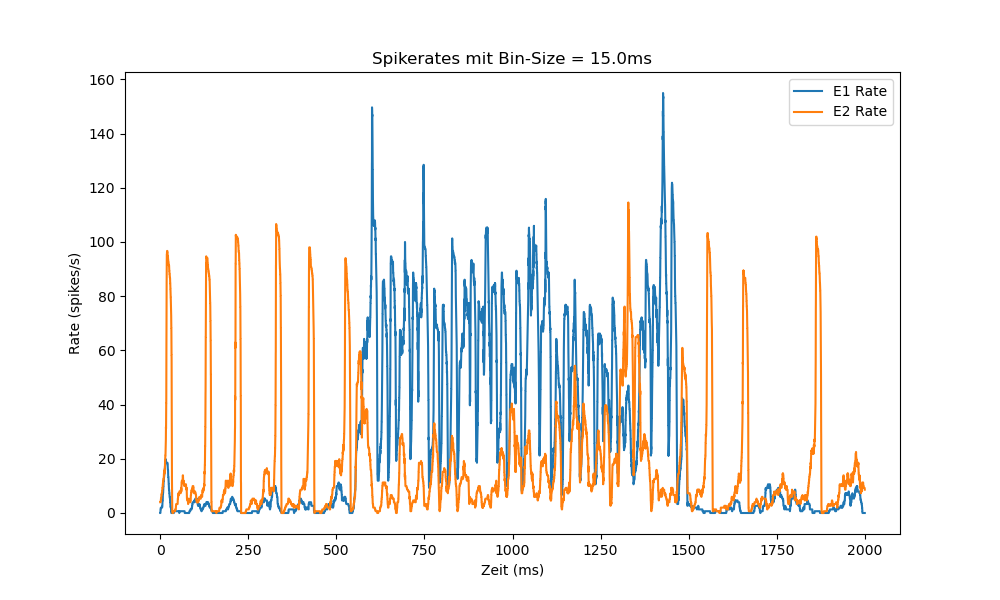 Spikerates mit Bin-Size = 15.0ms
E1 Rate
E2 Rate
160
140
120
100
80
60
40
20
0
Rate (spikes/s)
0 250 500 750 1000 1250 1500 1750 2000
Zeit (ms)